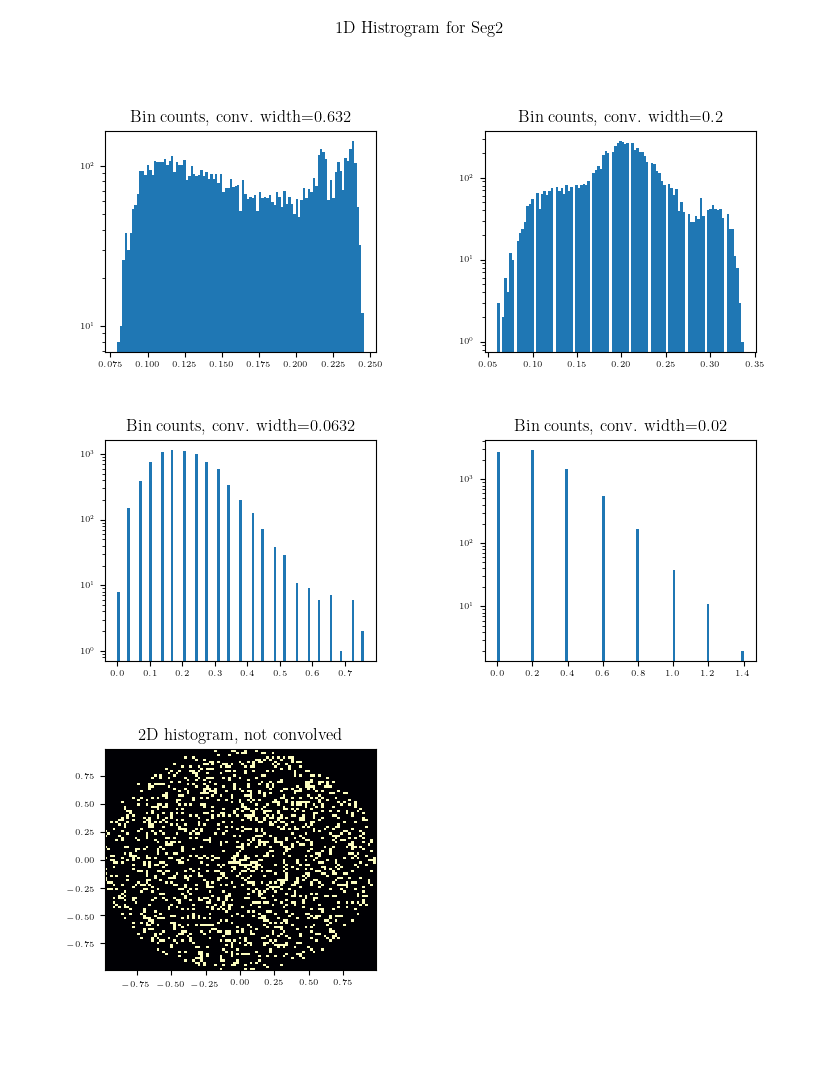 1D Histrogram for Seg2
Bin counts, conv. width=0.632
10²
10¹
0.075 0.100 0.125 0.150 0.175 0.200 0.225 0.250
Bin counts, conv. width=0.2
10²
10¹
10⁰
0.05 0.10 0.15 0.20 0.25 0.30 0.35
Bin counts, conv. width=0.0632
10³
10²
10¹
10⁰
0.0 0.1 0.2 0.3 0.4 0.5 0.6 0.7
Bin counts, conv. width=0.02
10³
10²
10¹
0.0 0.2 0.4 0.6 0.8 1.0 1.2 1.4
2D histogram, not convolved
0.75
0.50
0.25
0.00
−0.25
−0.50
−0.75
−0.75 −0.50 −0.25 0.00 0.25 0.50 0.75